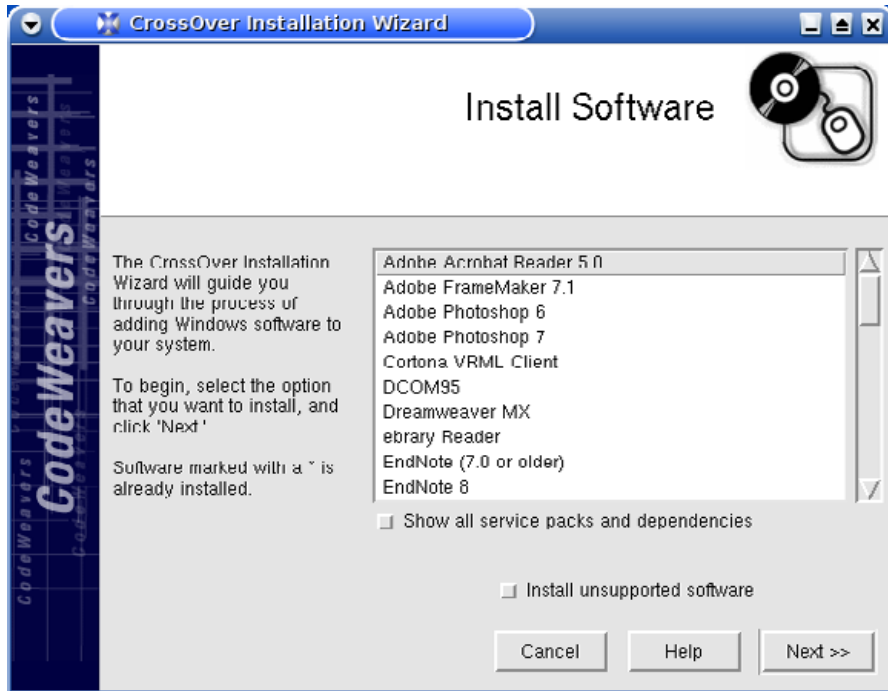 CrossOver Installation Wizard
Install Software
CodeWeavers
CodeWeavers
CodeWeavers
CodeWeavers
The CrossOver Installation
Wizard will guide you
through the process of
adding Windows software to
your system.
To begin, select the option
that you want to install, and
click 'Next.'
Software marked with a * is
already installed.
Adobe Acrobat Reader 5.0
Adobe FrameMaker 7.1
Adobe Photoshop 6
Adobe Photoshop 7
Cortona VRML Client
DCOM95
Dreamweaver MX
ebrary Reader
EndNote (7.0 or older)
EndNote 8
Show all service packs and dependencies
Install unsupported software
Cancel
Help
Next >>